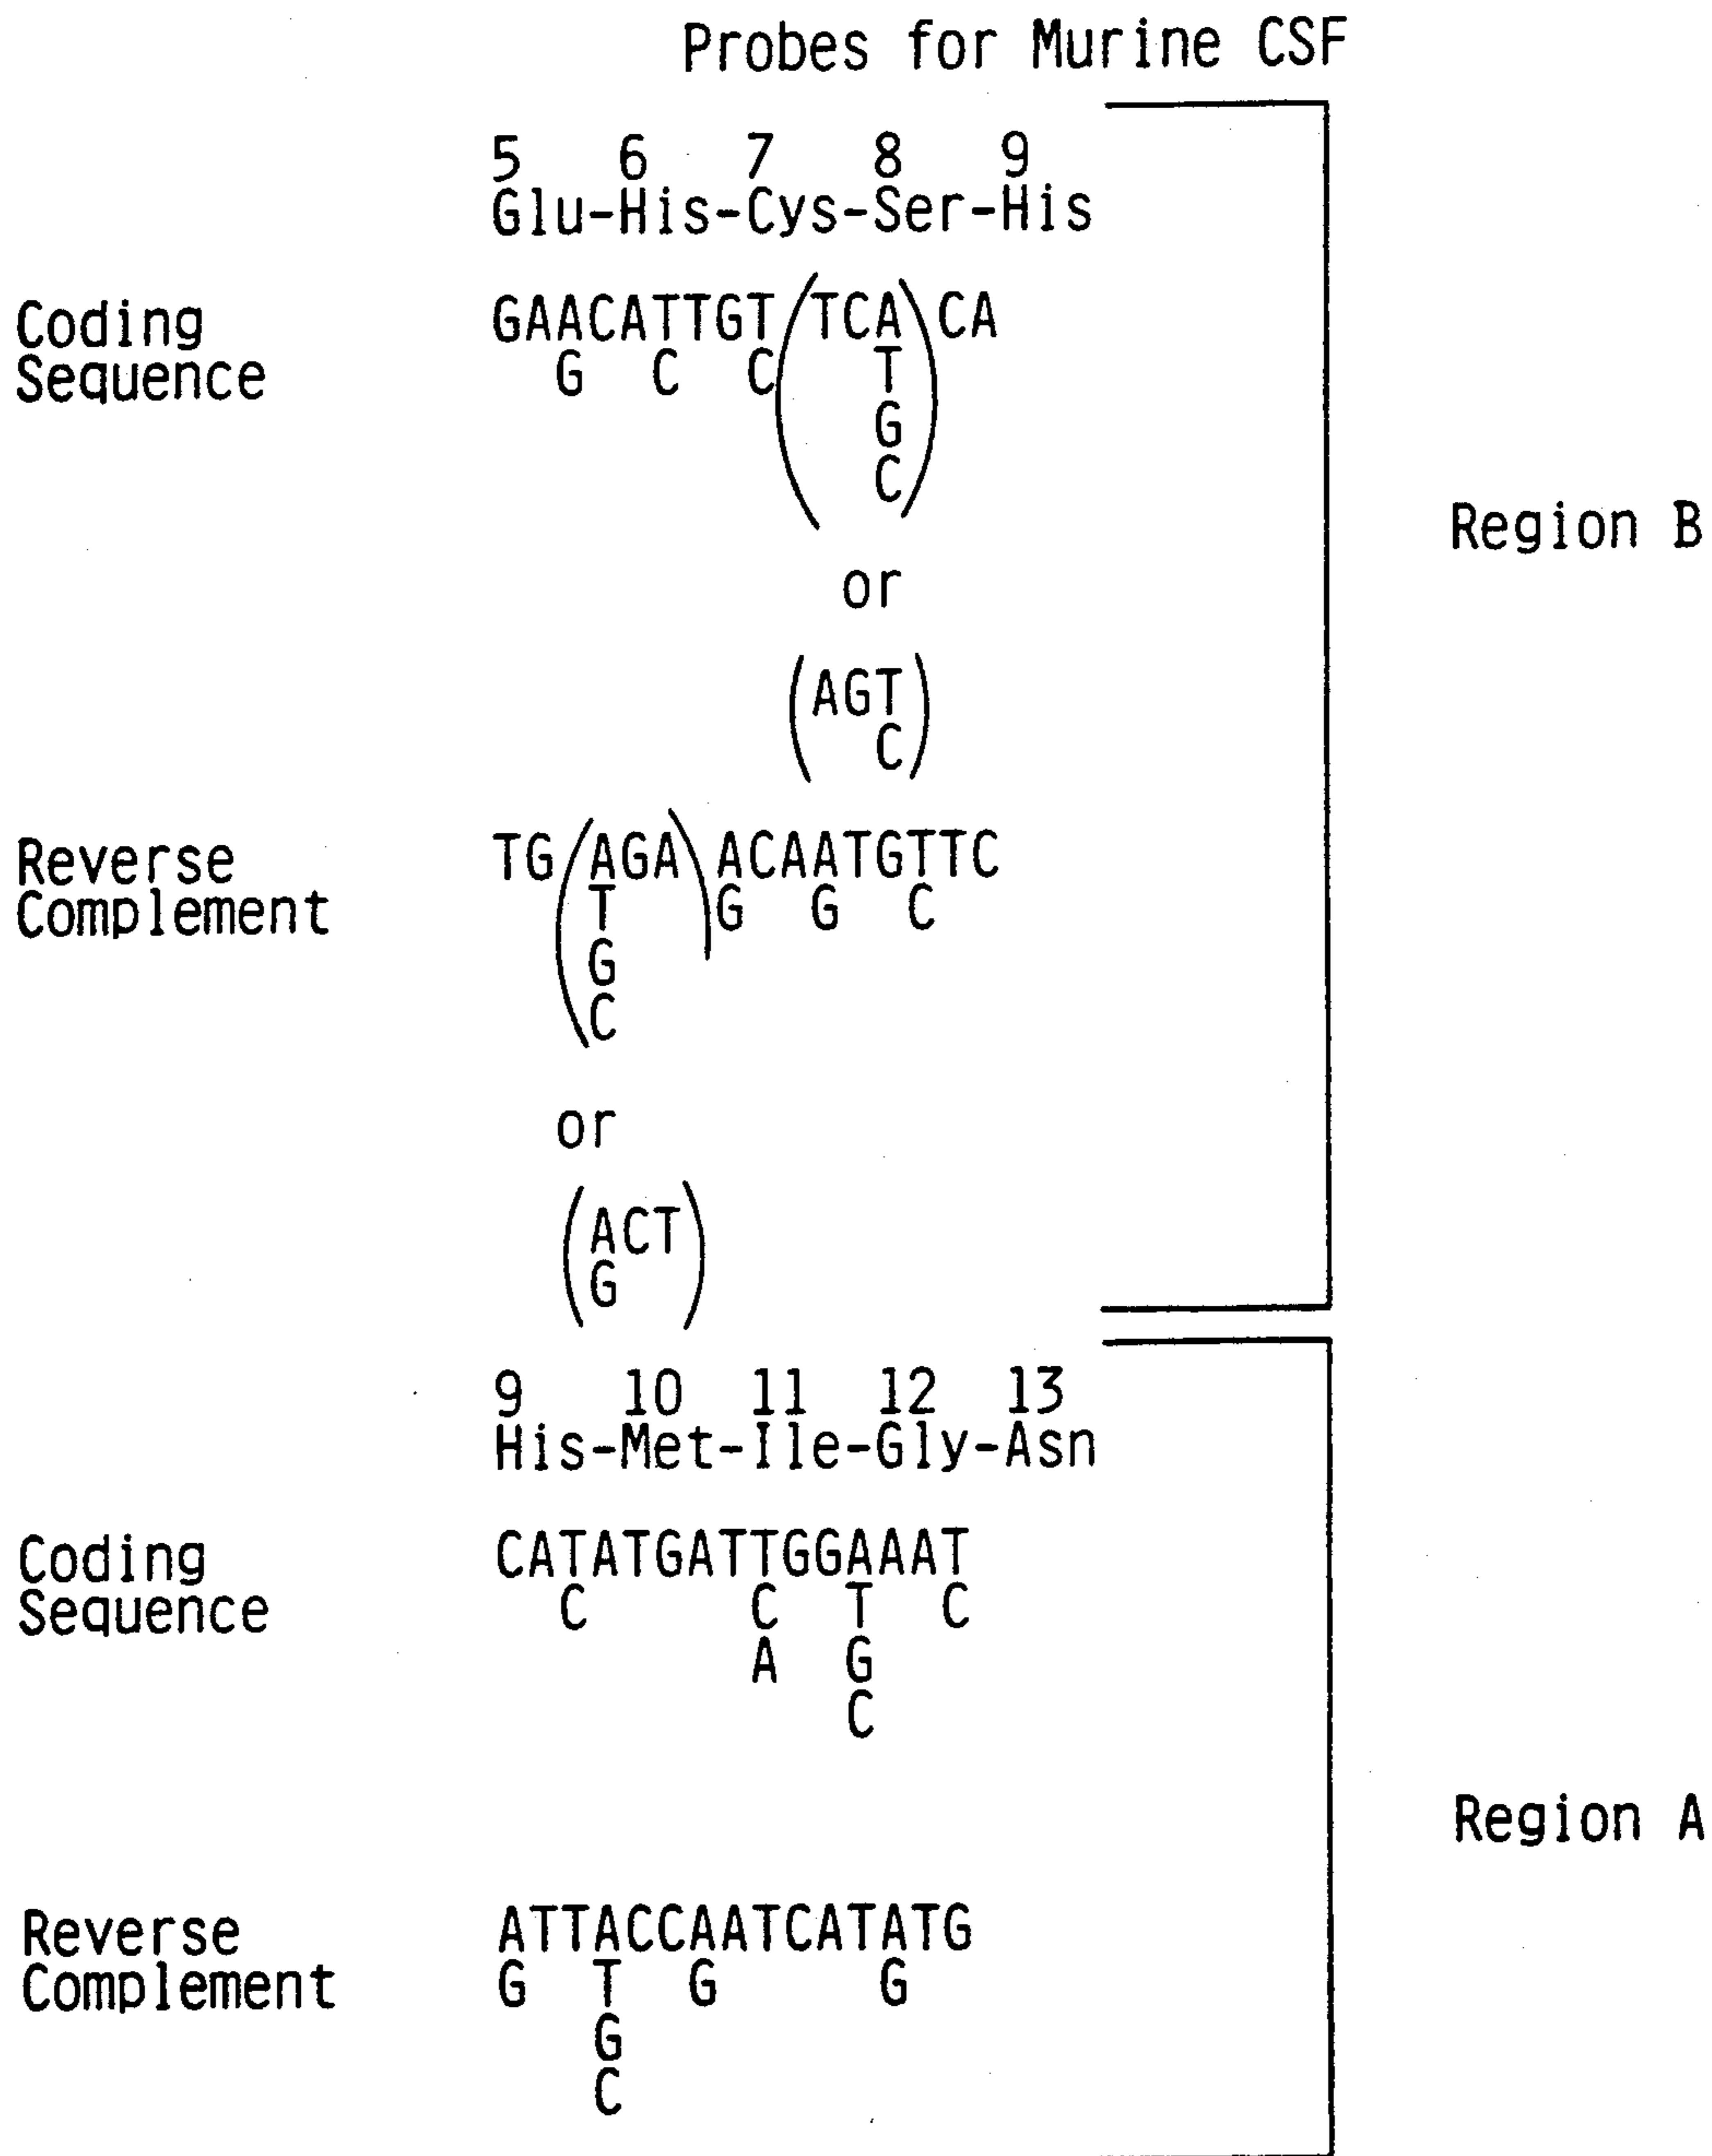 Probes for Murine CSF
5 6 7 8 9
Glu-His-Cys-Ser-His
Coding Sequence
GAACATTGT (TCA) CA
G C C T
G
C
or
(AGT)
C
Reverse Complement
TG (AGA) ACAATGTTC
T G G C
G
C
or
(ACT)
G
Region B
9 10 11 12 13
His-Met-Ile-Gly-Asn
Coding Sequence
CATATGATTGGAAAT
C C T C
A G
C
Reverse Complement
ATTACCAATCATATG
G T G G
G
C
Region A